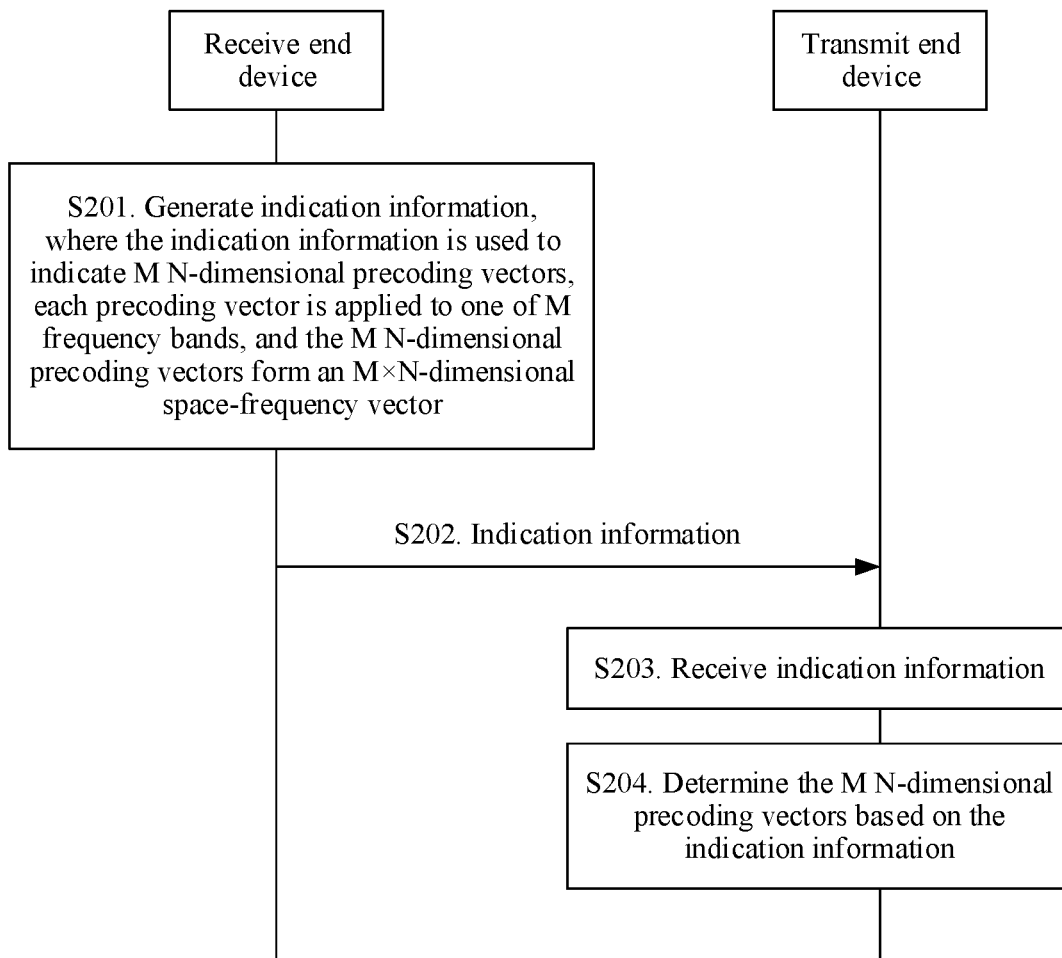 Receive end
device
Transmit end
device
S201. Generate indication information,
where the indication information is used to
indicate M N-dimensional precoding vectors,
each precoding vector is applied to one of M
frequency bands, and the M N-dimensional
precoding vectors form an M×N-dimensional
space-frequency vector
S202. Indication information
S203. Receive indication information
S204. Determine the M N-dimensional
precoding vectors based on the
indication information